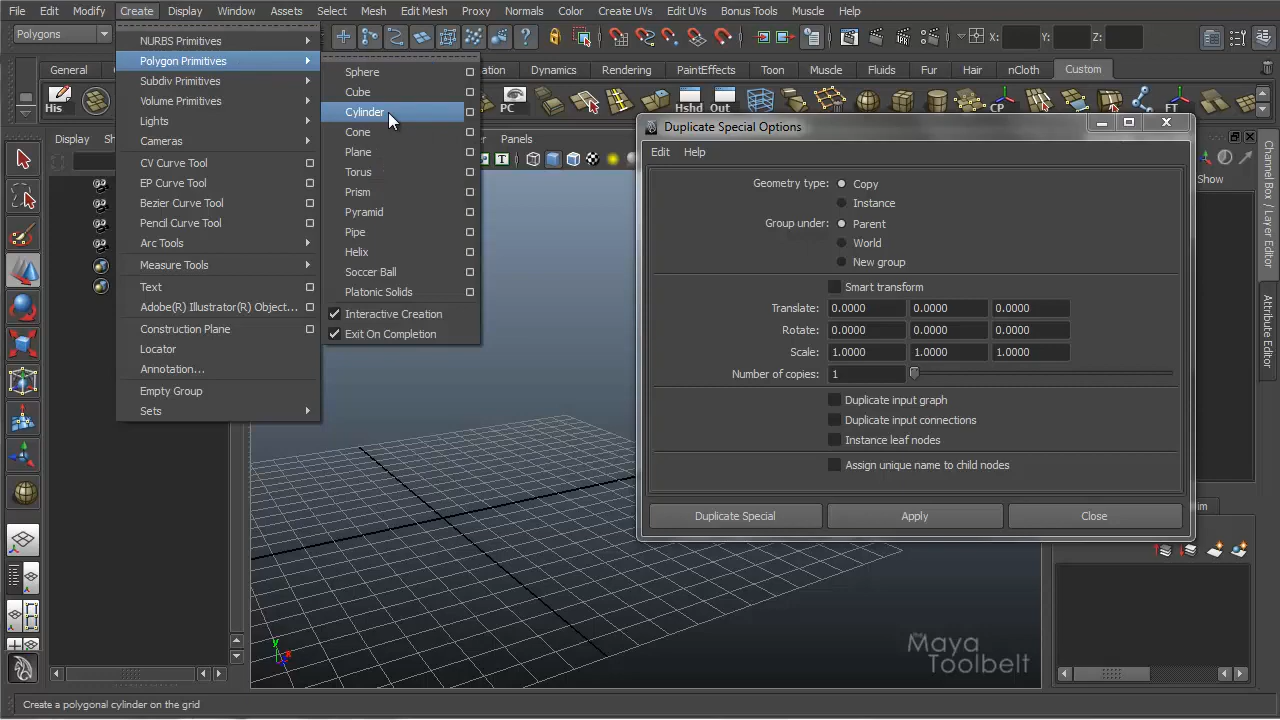 File Edit Modify Create Display Window Assets Select Mesh Edit Mesh Proxy Normals Color Create UVs Edit UVs Bonus Tools Muscle Help
Polygons
X: Y: Z:
General Dynamics Rendering PaintEffects Toon Muscle Fluids Fur Hair nCloth Custom
His PC Hshd Out CP FT
Display
Panels
Show
NURBS Primitives
Polygon Primitives
Subdiv Primitives
Volume Primitives
Lights
Cameras
CV Curve Tool
EP Curve Tool
Bezier Curve Tool
Pencil Curve Tool
Arc Tools
Measure Tools
Text
Adobe(R) Illustrator(R) Object...
Construction Plane
Locator
Annotation...
Empty Group
Sets
Sphere
Cube
Cylinder
Cone
Plane
Torus
Prism
Pyramid
Pipe
Helix
Soccer Ball
Platonic Solids
Interactive Creation
Exit On Completion
Duplicate Special Options
Edit Help
Geometry type: Copy
Instance
Group under: Parent
World
New group
Smart transform
Translate: 0.0000 0.0000 0.0000
Rotate: 0.0000 0.0000 0.0000
Scale: 1.0000 1.0000 1.0000
Number of copies: 1
Duplicate input graph
Duplicate input connections
Instance leaf nodes
Assign unique name to child nodes
Duplicate Special Apply Close
Channel Box / Layer Editor
Attribute Editor
y
the Maya
Toolbelt
Create a polygonal cylinder on the grid